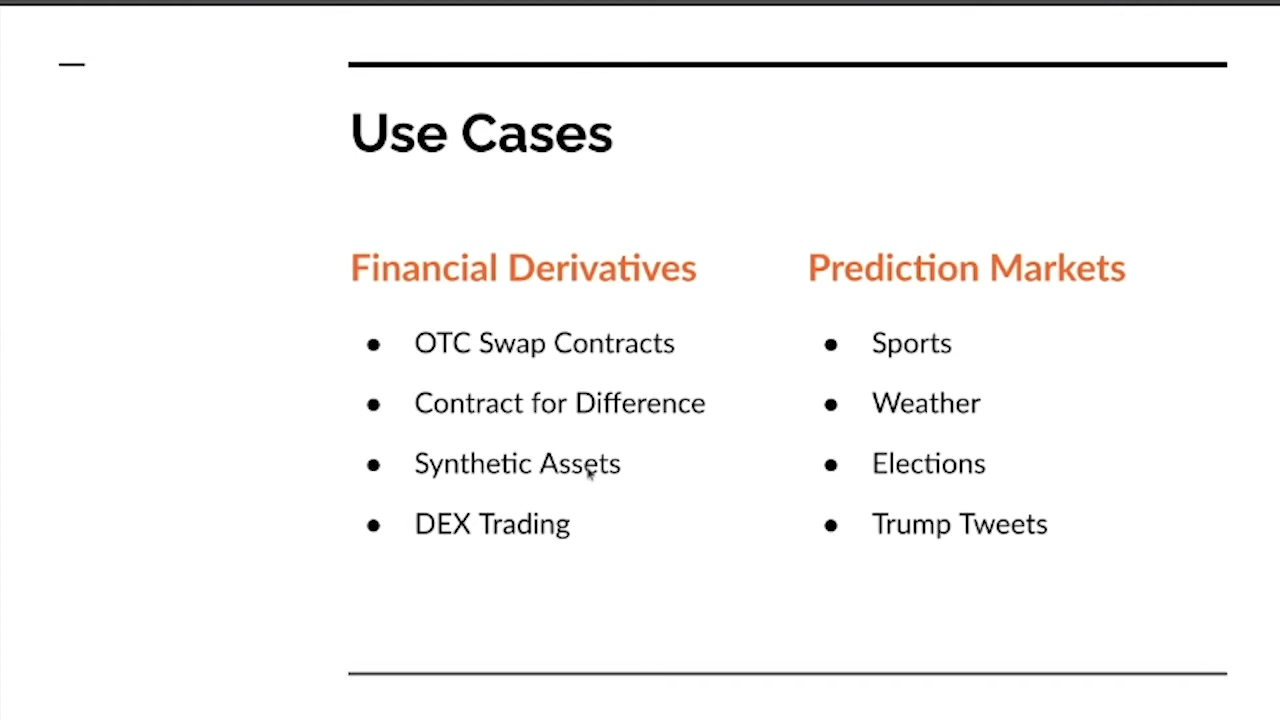 Use Cases
Financial Derivatives
● OTC Swap Contracts
● Contract for Difference
● Synthetic Assets
● DEX Trading
Prediction Markets
● Sports
● Weather
● Elections
● Trump Tweets